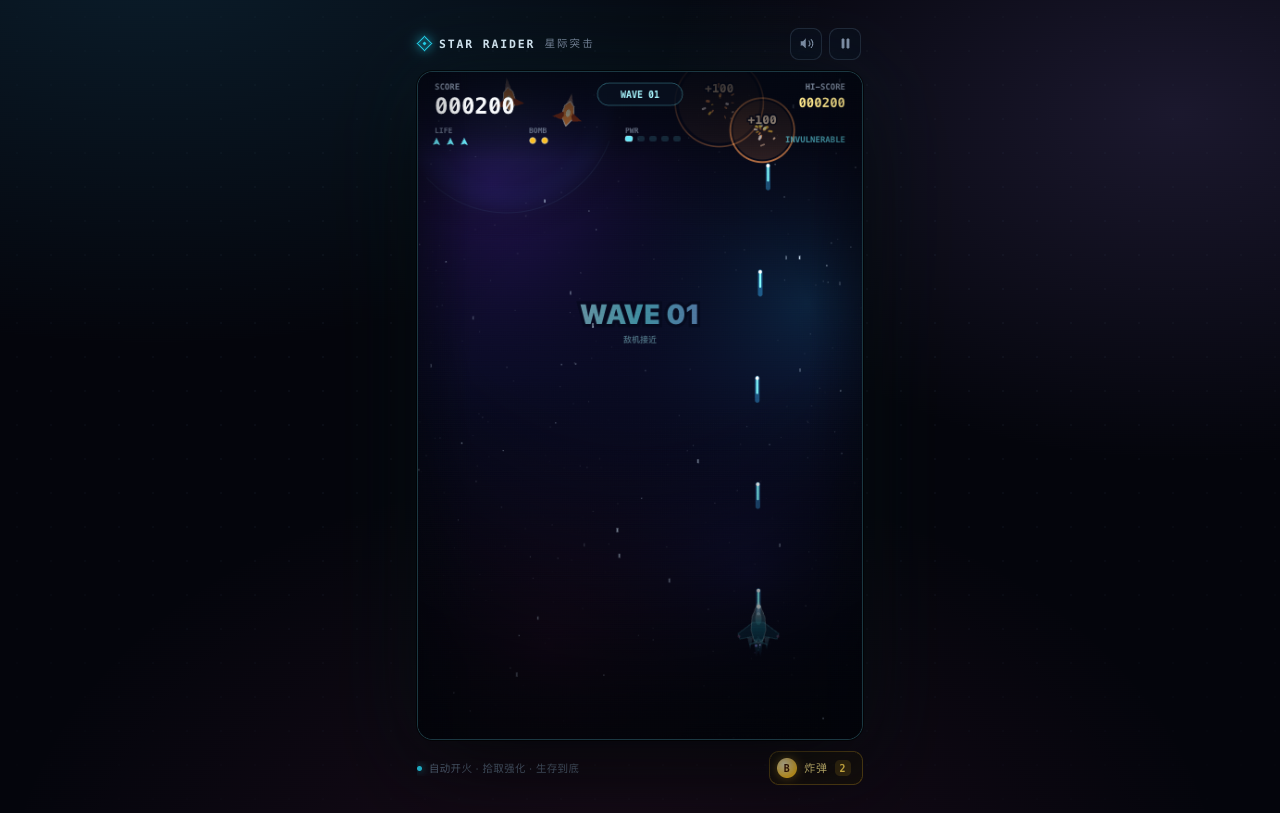 STAR RAIDER 星际突击
SCORE
000200
WAVE 01
HI-SCORE
000200
+100
+100
LIFE
BOMB
PWR
INVULNERABLE
WAVE 01
敌机接近
自动开火 · 拾取强化 · 生存到底
B 炸弹 2